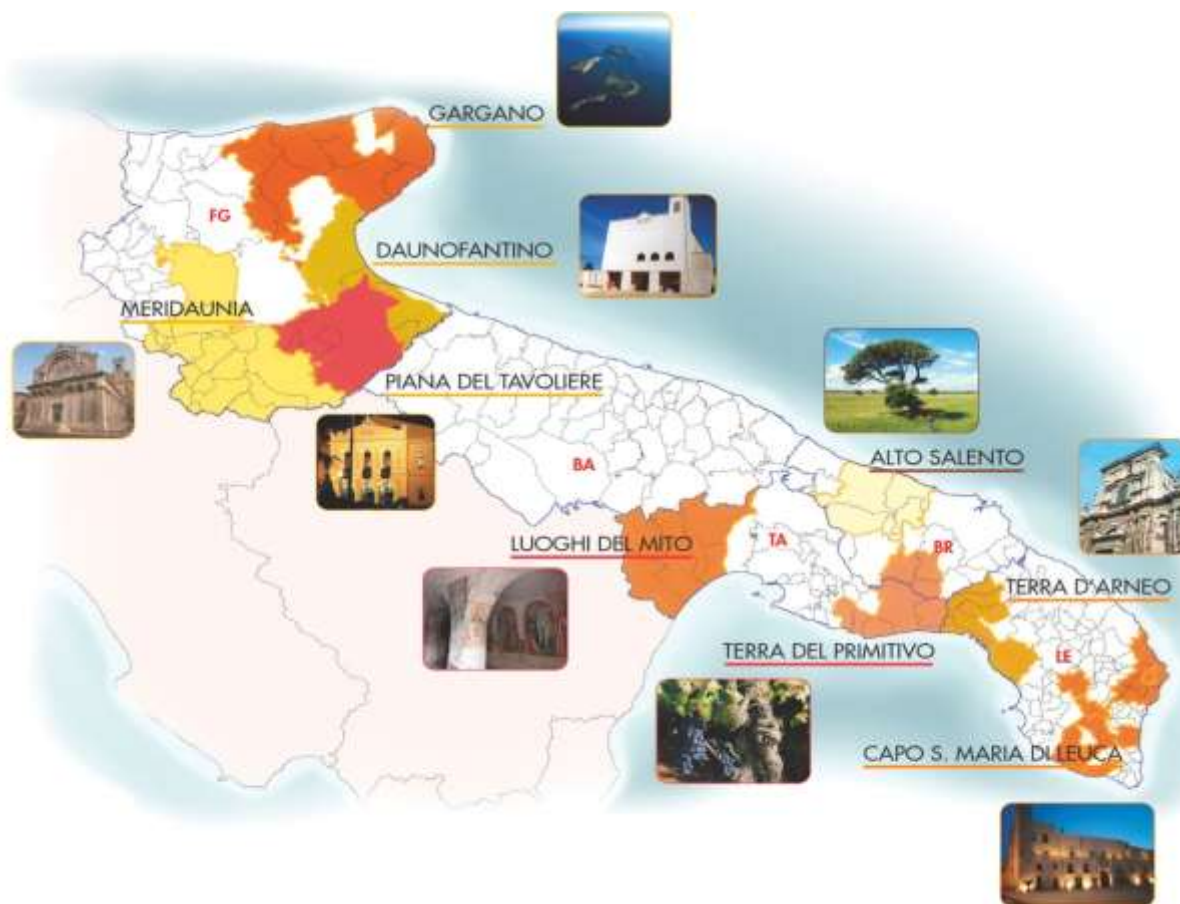 GARGANO
FG
DAUNOFANTINO
MERIDAUNIA
PIANA DEL TAVOLIERE
BA
ALTO SALENTO
LUOGHI DEL MITO
TA
BR
TERRA D'ARNEO
TERRA DEL PRIMITIVO
LE
CAPO S. MARIA DI LEUCA